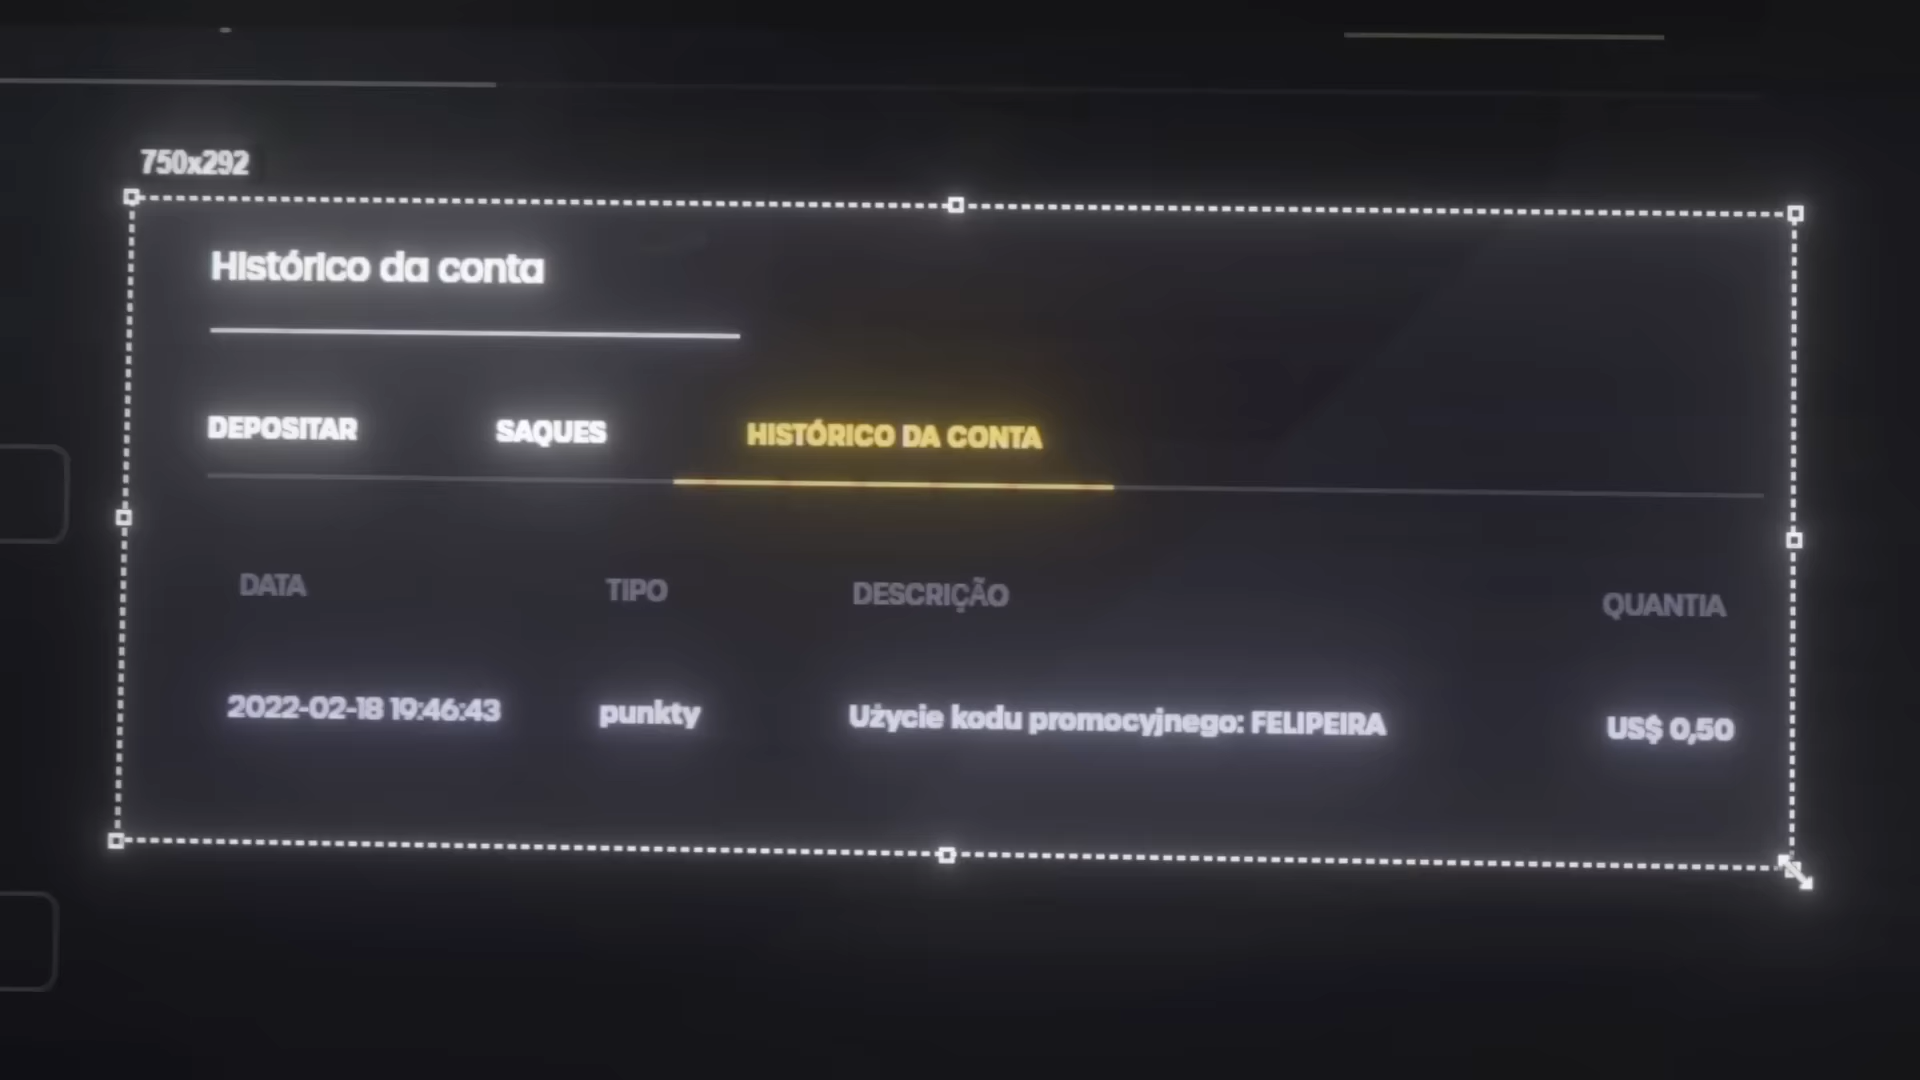 750x292
Histórico da conta
DEPOSITAR SAQUES HISTÓRICO DA CONTA
DATA TIPO DESCRIÇÃO QUANTIA
2022-02-18 19:46:43 punkty Użycie kodu promocyjnego: FELIPEIRA US$ 0,50